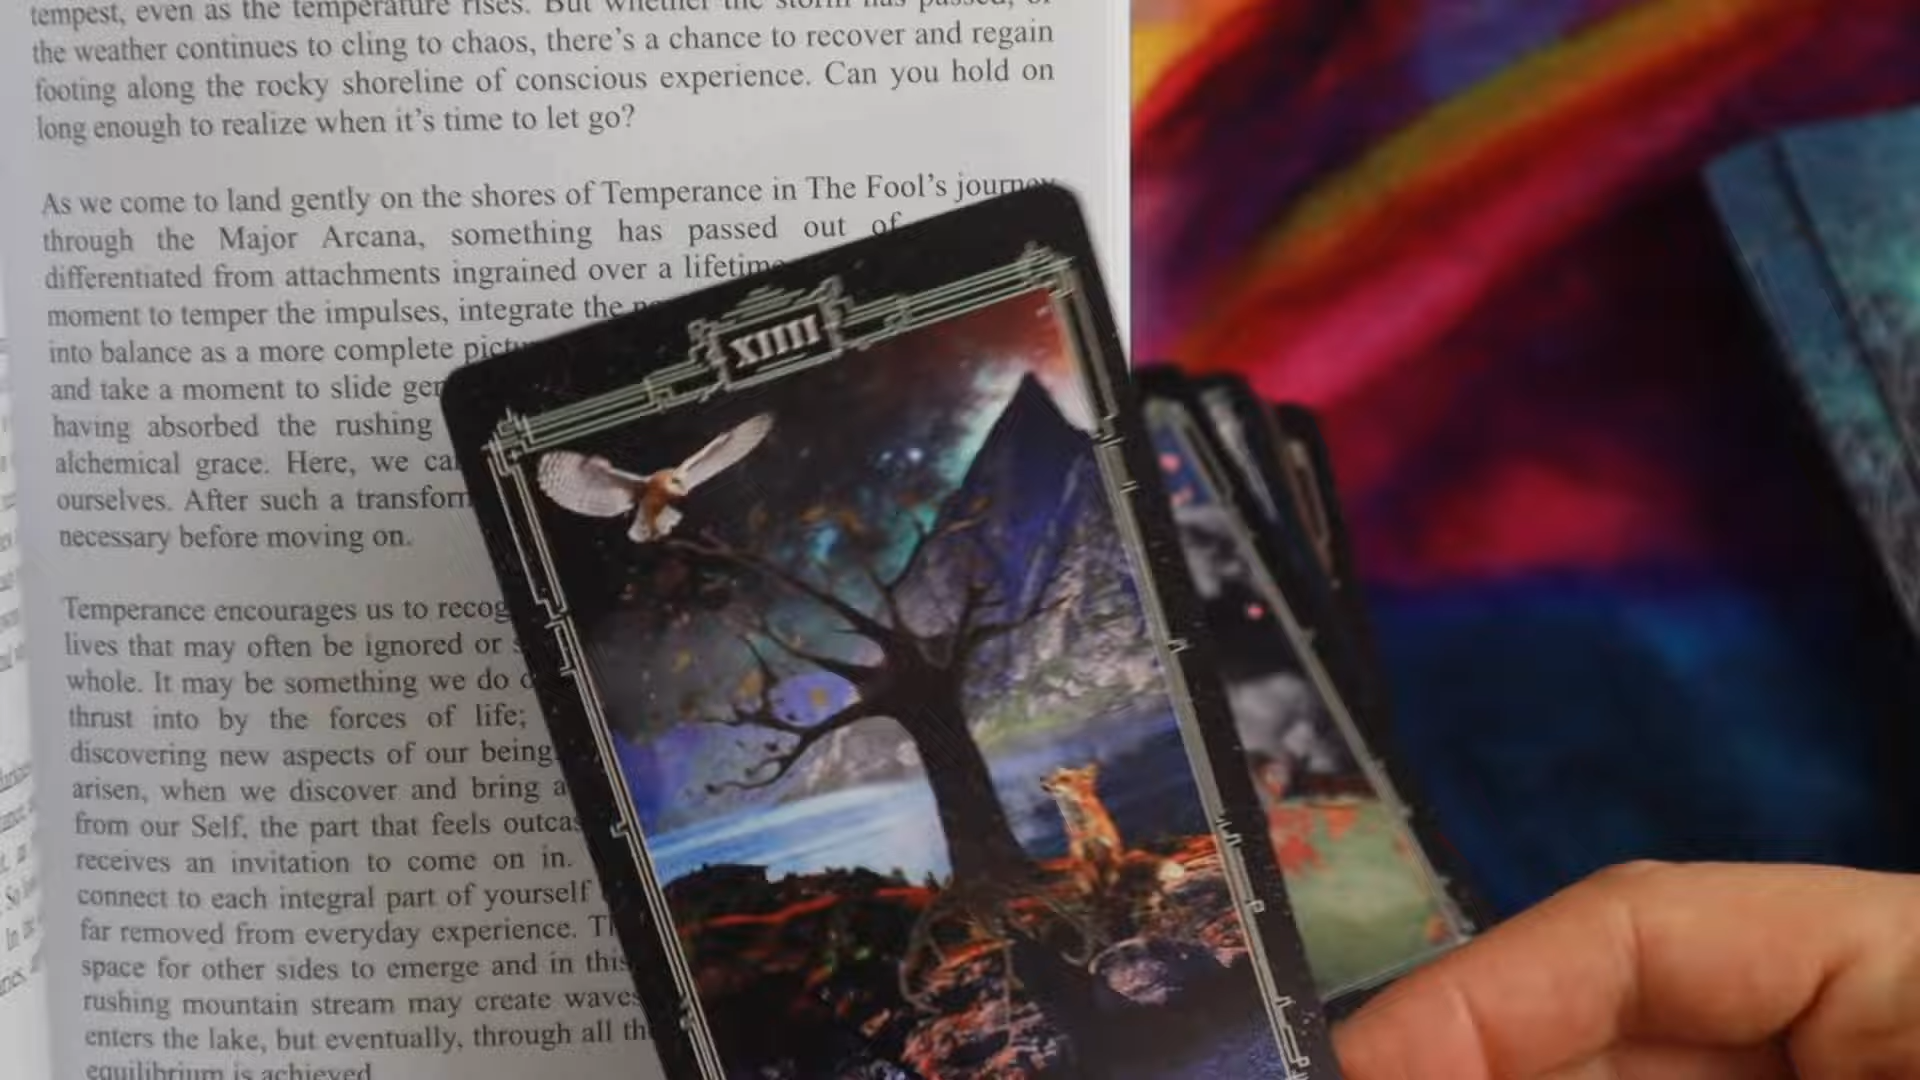 tempest, even as the temperature rises. But whether the storm has passed, or
the weather continues to cling to chaos, there's a chance to recover and regain
footing along the rocky shoreline of conscious experience. Can you hold on
long enough to realize when it's time to let go?
As we come to land gently on the shores of Temperance in The Fool's journey
through the Major Arcana, something has passed out of
differentiated from attachments ingrained over a lifetime
moment to temper the impulses, integrate the
into balance as a more complete
and take a moment to slide
having absorbed the rushing
alchemical grace. Here, we
ourselves. After such a
necessary before moving on.
Temperance encourages us to
lives that may often be ignored or
whole. It may be something we do
thrust into by the forces of life;
discovering new aspects of our being
arisen, when we discover and bring
from our Self, the part that feels
receives an invitation to come on in.
connect to each integral part of yourself
far removed from everyday experience.
space for other sides to emerge and in this
rushing mountain stream may create waves
enters the lake, but eventually, through all
equilibrium is achieved
XIIII